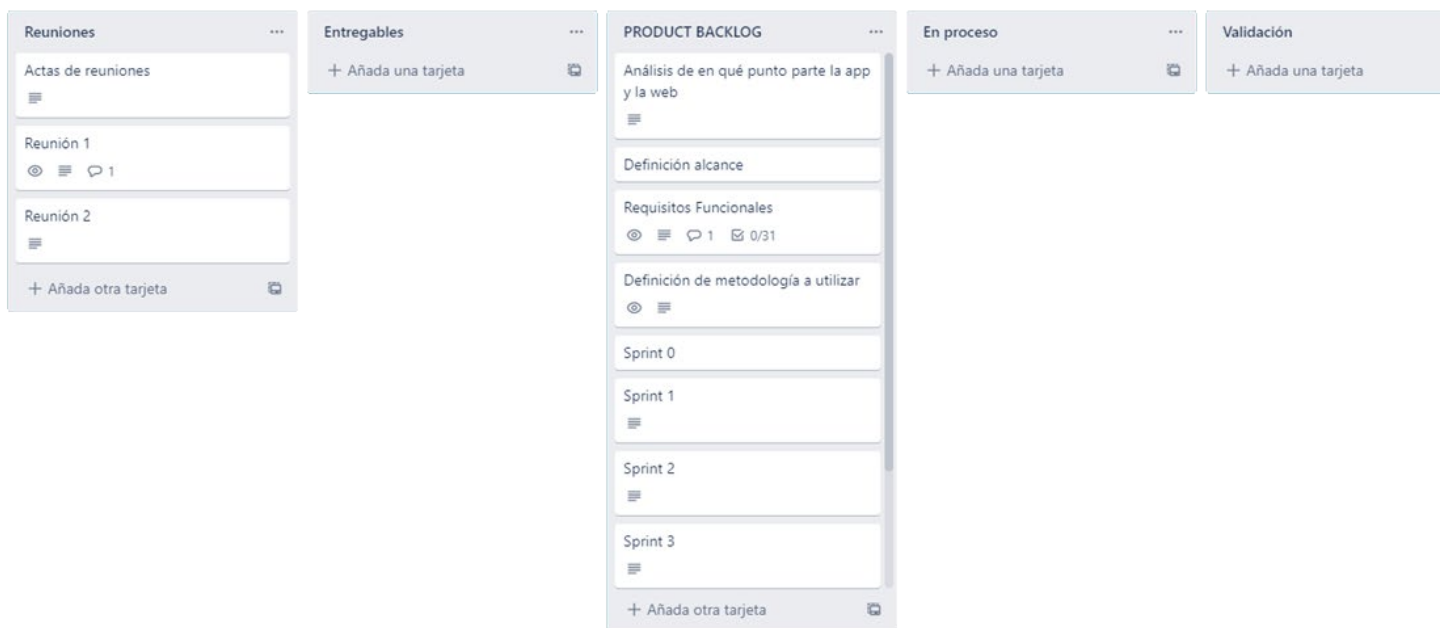 Reuniones
Actas de reuniones
Reunión 1
1
Reunión 2
+ Añada otra tarjeta
Entregables
+ Añada una tarjeta
PRODUCT BACKLOG
Análisis de en qué punto parte la app
y la web
Definición alcance
Requisitos Funcionales
1 0/31
Definición de metodología a utilizar
Sprint 0
Sprint 1
Sprint 2
Sprint 3
+ Añada otra tarjeta
En proceso
+ Añada una tarjeta
Validación
+ Añada una tarjeta